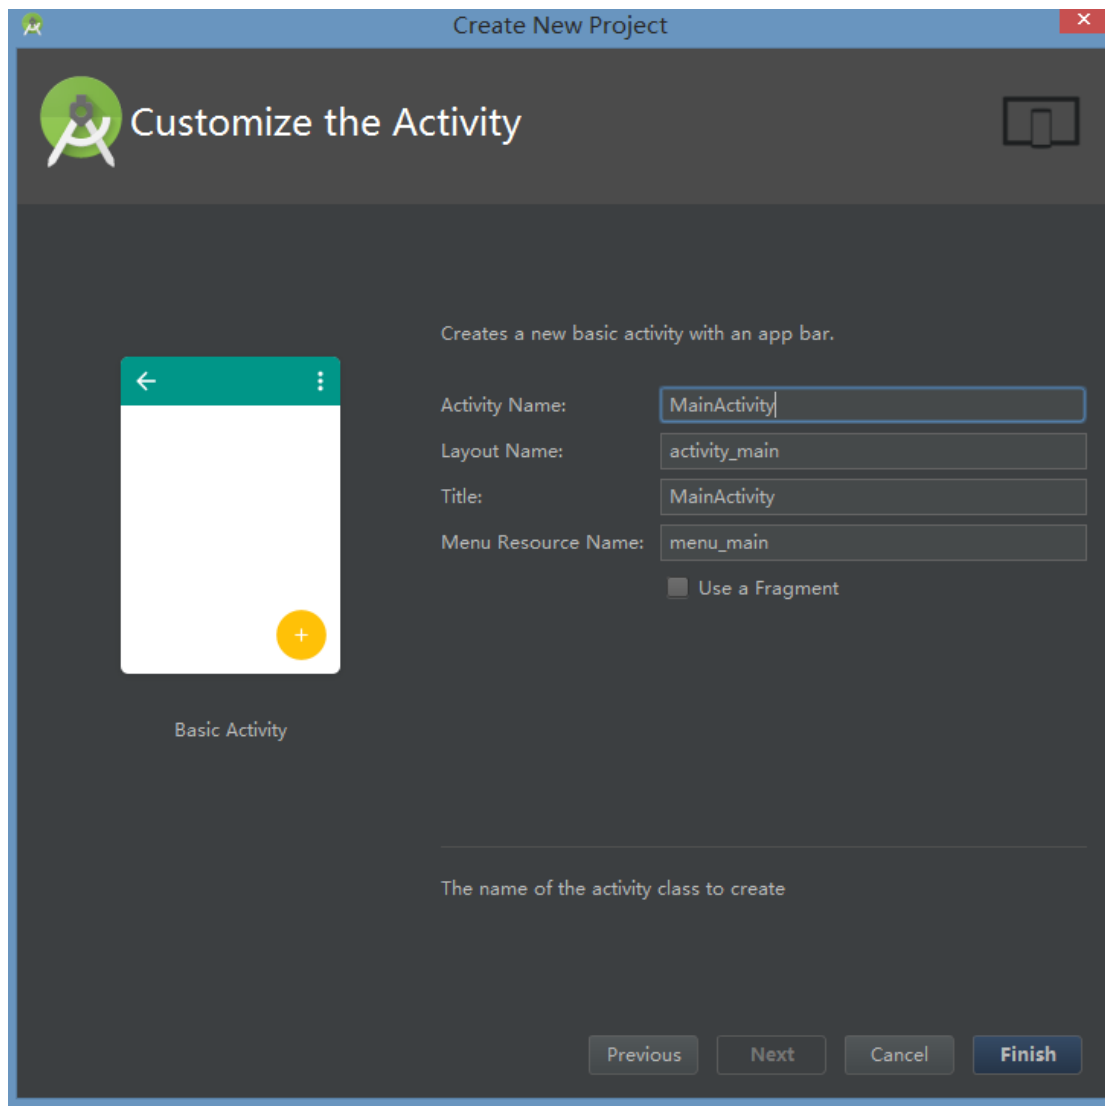 Create New Project
Customize the Activity
Creates a new basic activity with an app bar.
Activity Name: MainActivity
Layout Name: activity_main
Title: MainActivity
Menu Resource Name: menu_main
Use a Fragment
Basic Activity
The name of the activity class to create
Previous Next Cancel Finish